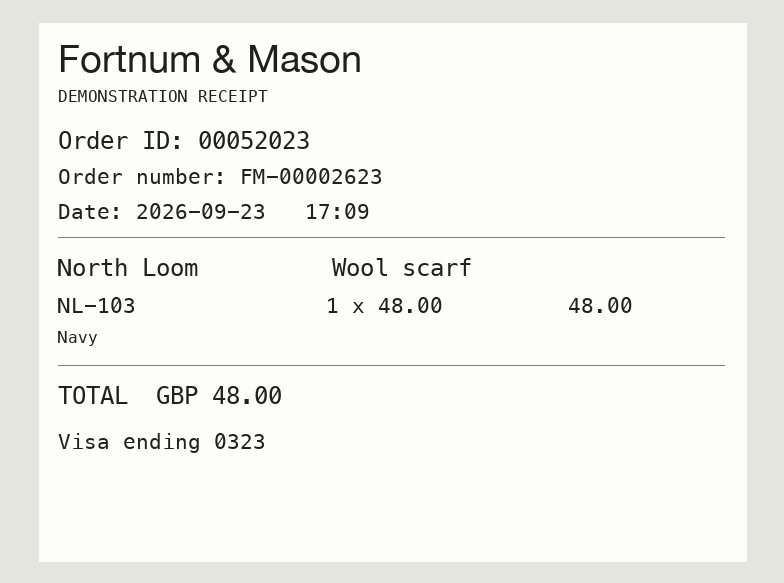 Fortnum & Mason
DEMONSTRATION RECEIPT
Order ID: 00052023
Order number: FM-00002623
Date: 2026-09-23 17:09
North Loom Wool scarf
NL-103 1 x 48.00 48.00
Navy
TOTAL GBP 48.00
Visa ending 0323